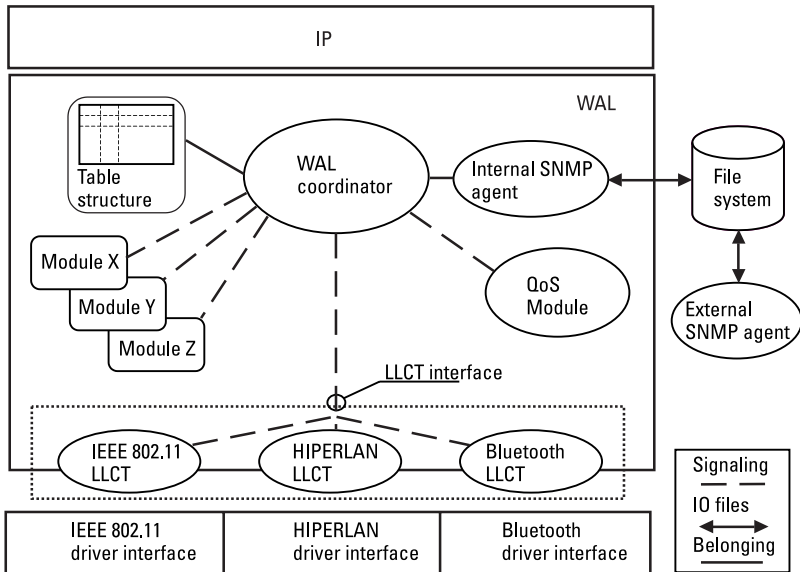 IP
WAL
Table
structure
WAL
coordinator
Internal SNMP
agent
File
system
Module X
Module Y
Module Z
QoS
Module
External
SNMP agent
LLCT interface
IEEE 802.11
LLCT
HIPERLAN
LLCT
Bluetooth
LLCT
Signaling
IO files
Belonging
IEEE 802.11
driver interface
HIPERLAN
driver interface
Bluetooth
driver interface